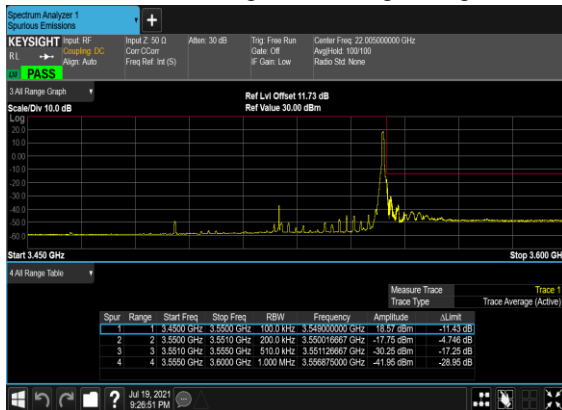 Spectrum Analyzer 1
Spurious Emissions
+
KEYSIGHT Input: RF Input Z: 50 Ω Atten: 30 dB Trig: Free Run Center Freq: 22.005000000 GHz
RL Coupling: DC Corr CCorr Gate: Off Avg|Hold: 100/100
Align: Auto Freq Ref: Int (S) IF Gain: Low Radio Std: None
PASS
3 All Range Graph
Ref Lvl Offset 11.73 dB
Scale/Div 10.0 dB Ref Value 30.00 dBm
Log
20.0
10.0
0.00
-10.0
-20.0
-30.0
-40.0
-50.0
-60.0
Start 3.450 GHz Stop 3.600 GHz
4 All Range Table
Measure Trace Trace 1
Trace Type Trace Average (Active)
Spur Range Start Freq Stop Freq RBW Frequency Amplitude ΔLimit
1 1 3.4500 GHz 3.5500 GHz 100.0 kHz 3.549000000 GHz 18.57 dBm -11.43 dB
2 2 3.5500 GHz 3.5510 GHz 200.0 kHz 3.550016667 GHz -17.75 dBm -4.746 dB
3 3 3.5510 GHz 3.5550 GHz 510.0 kHz 3.551126667 GHz -30.25 dBm -17.25 dB
4 4 3.5550 GHz 3.6000 GHz 1.000 MHz 3.556875000 GHz -41.95 dBm -28.95 dB
? Jul 19, 2021
9:26:51 PM